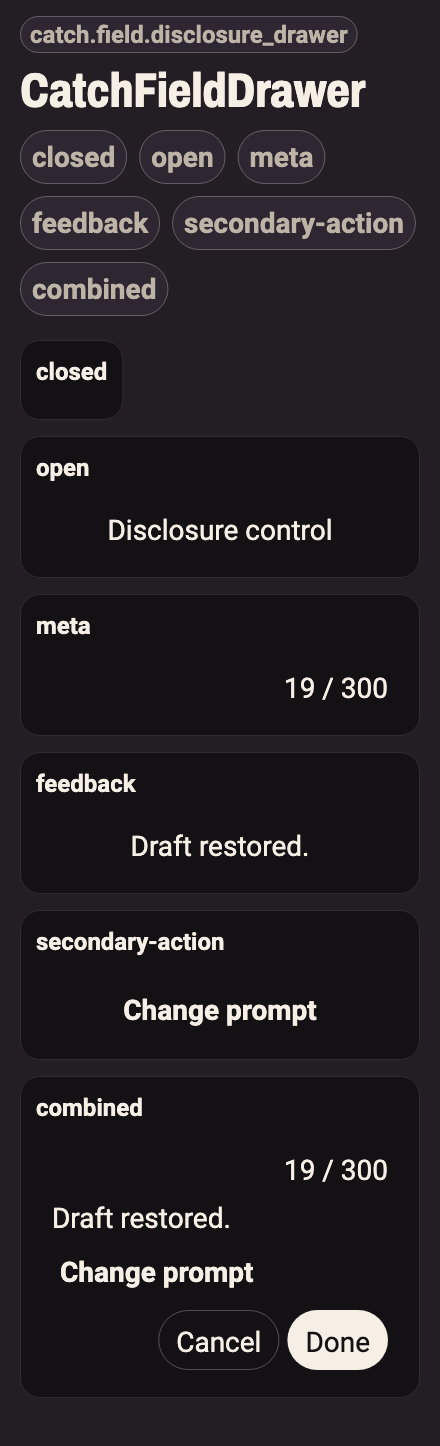 catch.field.disclosure_drawer
CatchFieldDrawer
closed open meta
feedback secondary-action
combined
closed
open
Disclosure control
meta
19 / 300
feedback
Draft restored.
secondary-action
Change prompt
combined
19 / 300
Draft restored.
Change prompt
Cancel Done